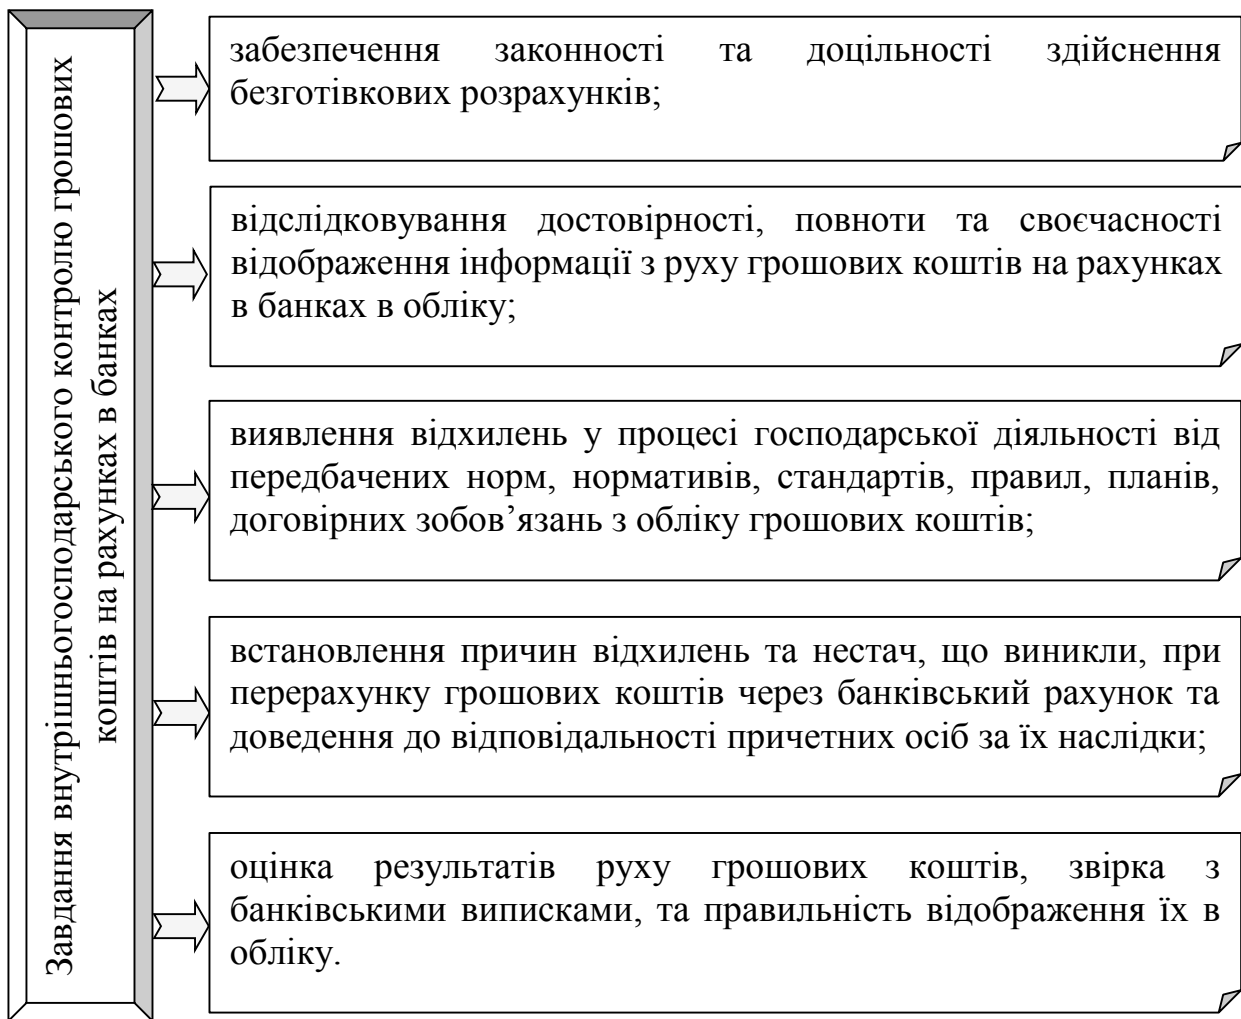 Завдання внутрішньогосподарського контролю грошових
коштів на рахунках в банках
забезпечення законності та доцільності здійснення
безготівкових розрахунків;
відслідковування достовірності, повноти та своєчасності
відображення інформації з руху грошових коштів на рахунках
в банках в обліку;
виявлення відхилень у процесі господарської діяльності від
передбачених норм, нормативів, стандартів, правил, планів,
договірних зобов’язань з обліку грошових коштів;
встановлення причин відхилень та нестач, що виникли, при
перерахунку грошових коштів через банківський рахунок та
доведення до відповідальності причетних осіб за їх наслідки;
оцінка результатів руху грошових коштів, звірка з
банківськими виписками, та правильність відображення їх в
обліку.